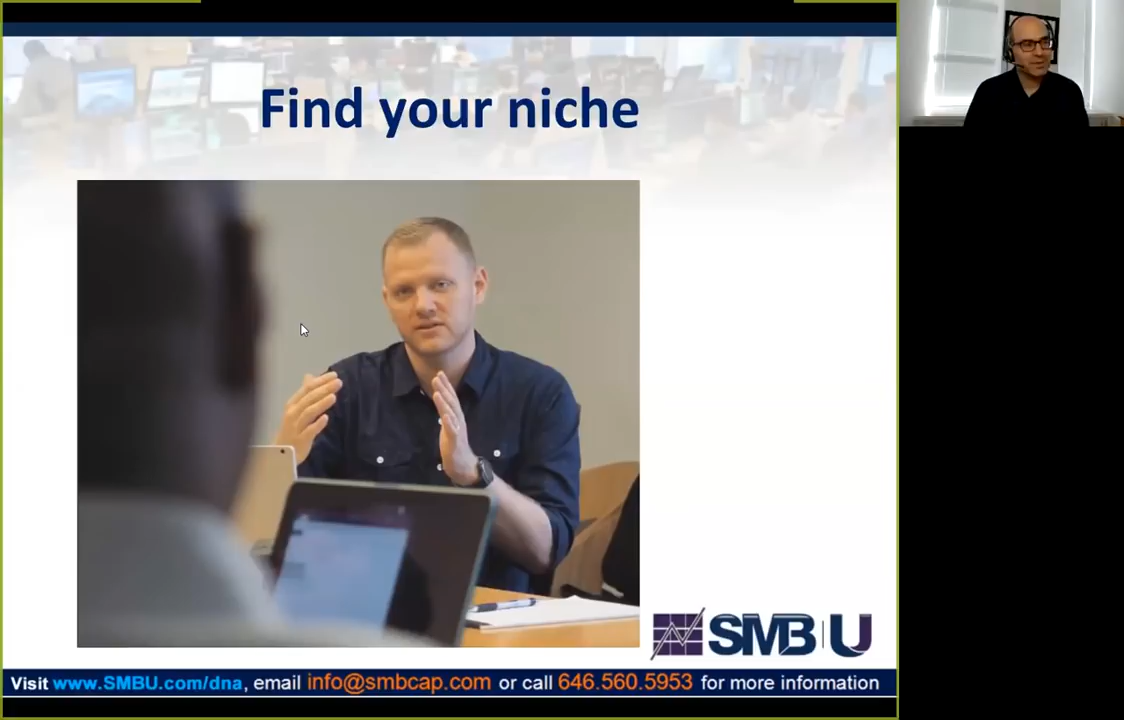 Find your niche
SMB U
Visit www.SMBU.com/dna, email info@smbcap.com or call 646.560.5953 for more information